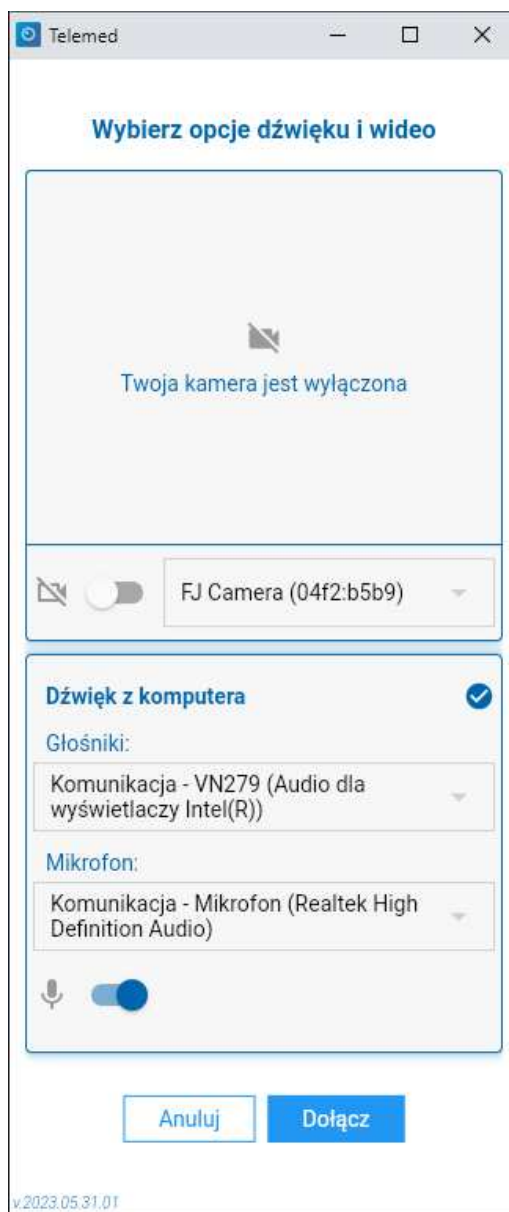 Telemed
Wybierz opcje dźwięku i wideo
Twoja kamera jest wyłączona
FJ Camera (04f2:b5b9)
Dźwięk z komputera
Głośniki:
Komunikacja - VN279 (Audio dla
wyświetlaczy Intel(R))
Mikrofon:
Komunikacja - Mikrofon (Realtek High
Definition Audio)
Anuluj
Dołącz
v.2023.05.31.01